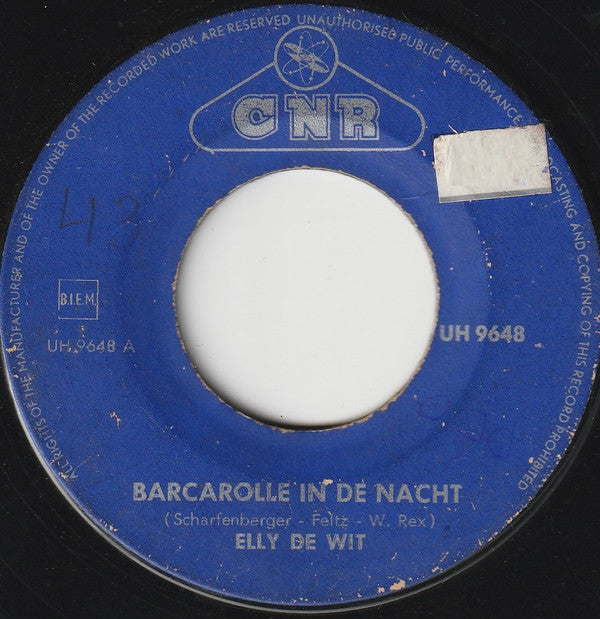 ALL RIGHTS OF THE MANUFACTURER AND OF THE OWNER OF THE RECORDED WORK ARE RESERVED UNAUTHORISED PUBLIC PERFORMANCE, BROADCASTING AND COPYING OF THIS RECORD PROHIBITED
CNR
42
B.I.E.M.
UH 9648 A
UH 9648
BARCAROLLE IN DE NACHT
(Scharfenberger - Feltz - W. Rex)
ELLY DE WIT